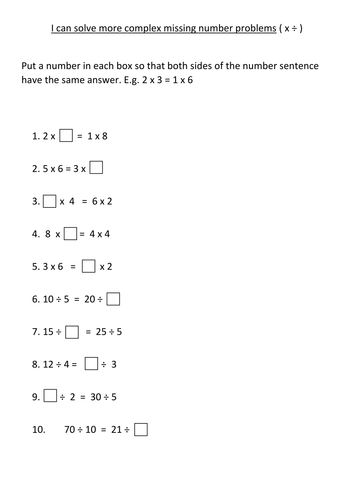 I can solve more complex missing number problems ( x ÷ )
Put a number in each box so that both sides of the number sentence
have the same answer. E.g. 2 x 3 = 1 x 6
1. 2 x □ = 1 x 8
2. 5 x 6 = 3 x □
3. □ x 4 = 6 x 2
4. 8 x □ = 4 x 4
5. 3 x 6 = □ x 2
6. 10 ÷ 5 = 20 ÷ □
7. 15 ÷ □ = 25 ÷ 5
8. 12 ÷ 4 = □ ÷ 3
9. □ ÷ 2 = 30 ÷ 5
10. 70 ÷ 10 = 21 ÷ □